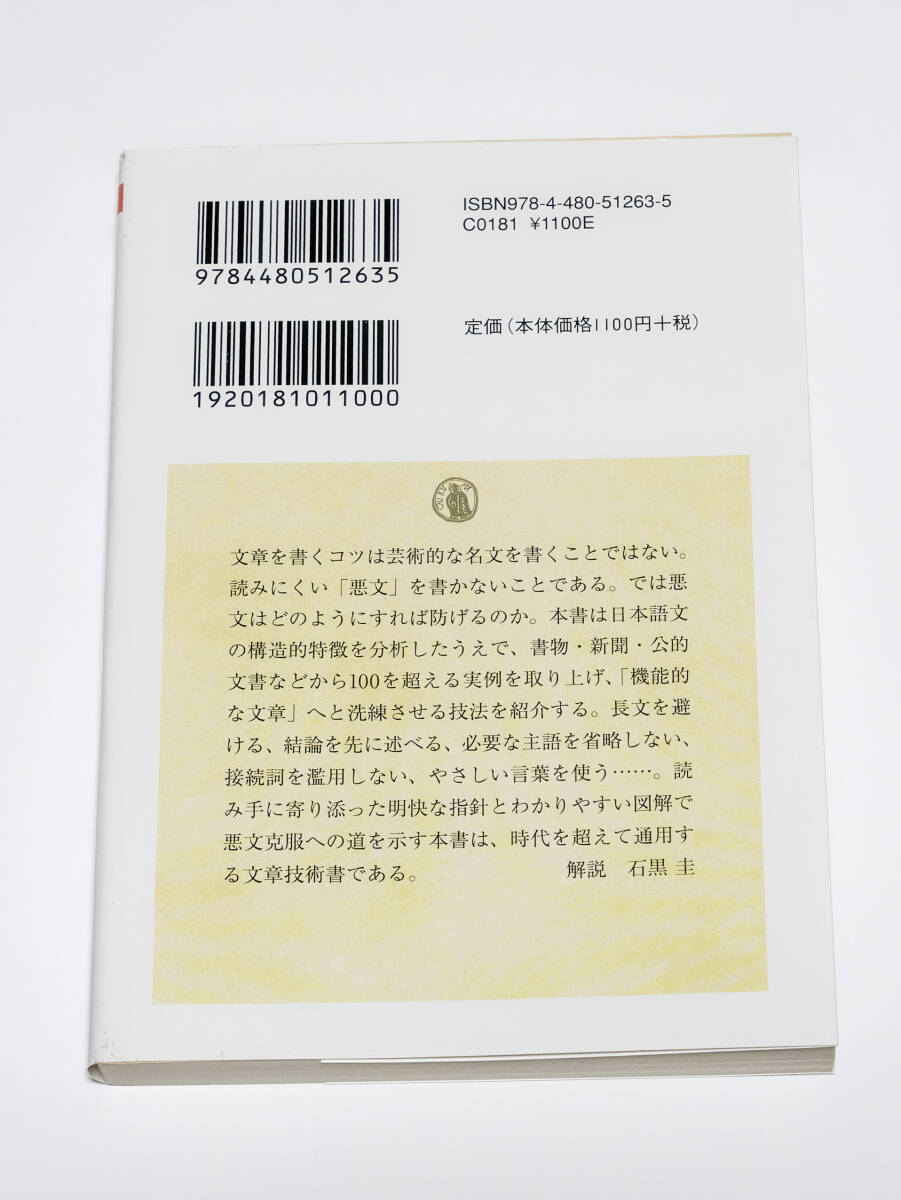 ISBN978-4-480-51263-5
C0181 ¥1100E
9784480512635
定価(本体価格1100円+税)
1920181011000
文章を書くコツは芸術的な名文を書くことではない。
読みにくい「悪文」を書かないことである。では悪
文はどのようにすれば防げるのか。本書は日本語文
の構造的特徴を分析したうえで、書物・新聞・公的
文書などから100を超える実例を取り上げ、「機能的
な文章」へと洗練させる技法を紹介する。長文を避
ける、結論を先に述べる、必要な主語を省略しない、
接続詞を濫用しない、やさしい言葉を使う……。読
み手に寄り添った明快な指針とわかりやすい図解で
悪文克服への道を示す本書は、時代を超えて通用す
る文章技術書である。 解説 石黒 圭